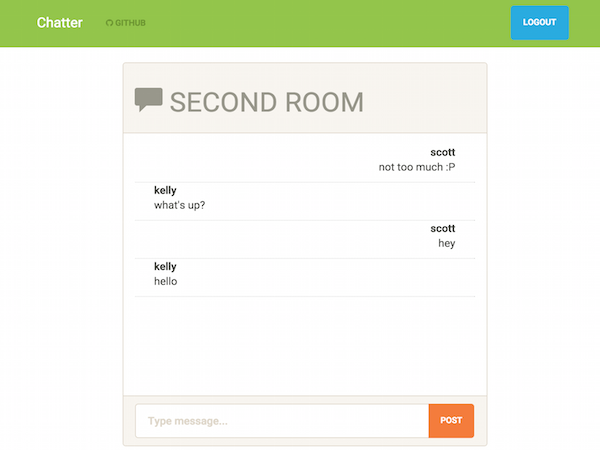 Chatter GITHUB LOGOUT
SECOND ROOM
scott
not too much :P
kelly
what's up?
scott
hey
kelly
hello
Type message... POST